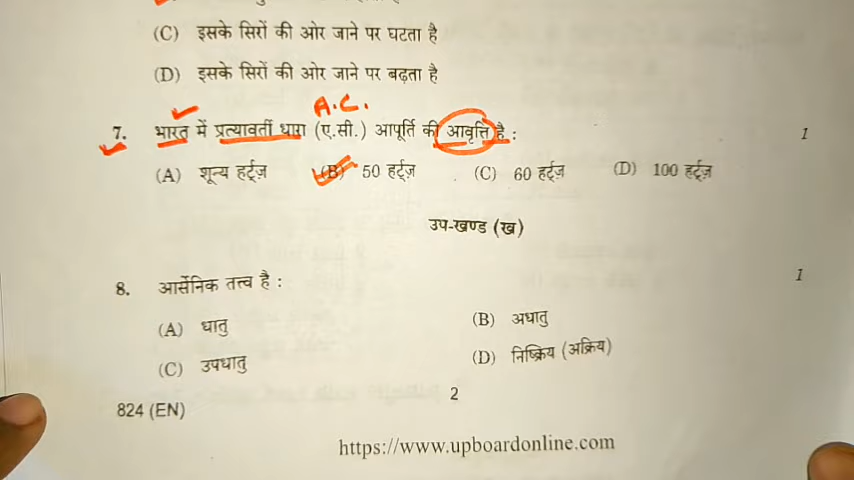 (C) इसके सिरों की ओर जाने पर घटता है
(D) इसके सिरों की ओर जाने पर बढ़ता है
A.C.
7. भारत में प्रत्यावर्ती धारा (ए.सी.) आपूर्ति की आवृत्ति है : 1
(A) शून्य हर्ट्ज़ (B) 50 हर्ट्ज़ (C) 60 हर्ट्ज़ (D) 100 हर्ट्ज़
उप-खण्ड (ख)
8. आर्सेनिक तत्त्व है : 1
(A) धातु (B) अधातु
(C) उपधातु (D) निष्क्रिय (अक्रिय)
824 (EN) 2
https://www.upboardonline.com